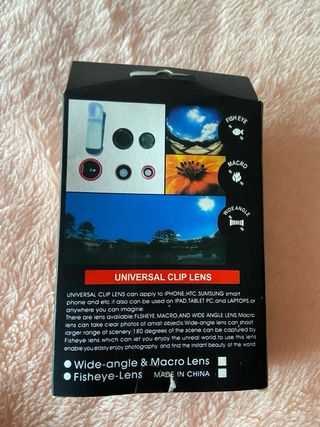 FISH EYE
MACRO
WIDE ANGLE
UNIVERSAL CLIP LENS
UNIVERSAL CLIP LENS can apply to IPHONE,HTC,SUMSUNG smart
phone and etc.it also can be used on IPAD,TABLET PC,and LAPTOPS,or
anywhere you can imagine.
There are lens available:FLSHEYE,MACRO,AND WIDE ANGLE LENS,Macro
lens can take clear photos of small abjedls.Wide-angle lens can shoot
larger range of scenery:180 degrees of the scene can be captured by
Fisheye lens,which can iet you enjoy the unreal world.to use this lens
enable you easily enjoy photography and find the instant beauty of the world.
Wide-angle & Macro Lens
Fisheye-Lens MADE IN CHINA